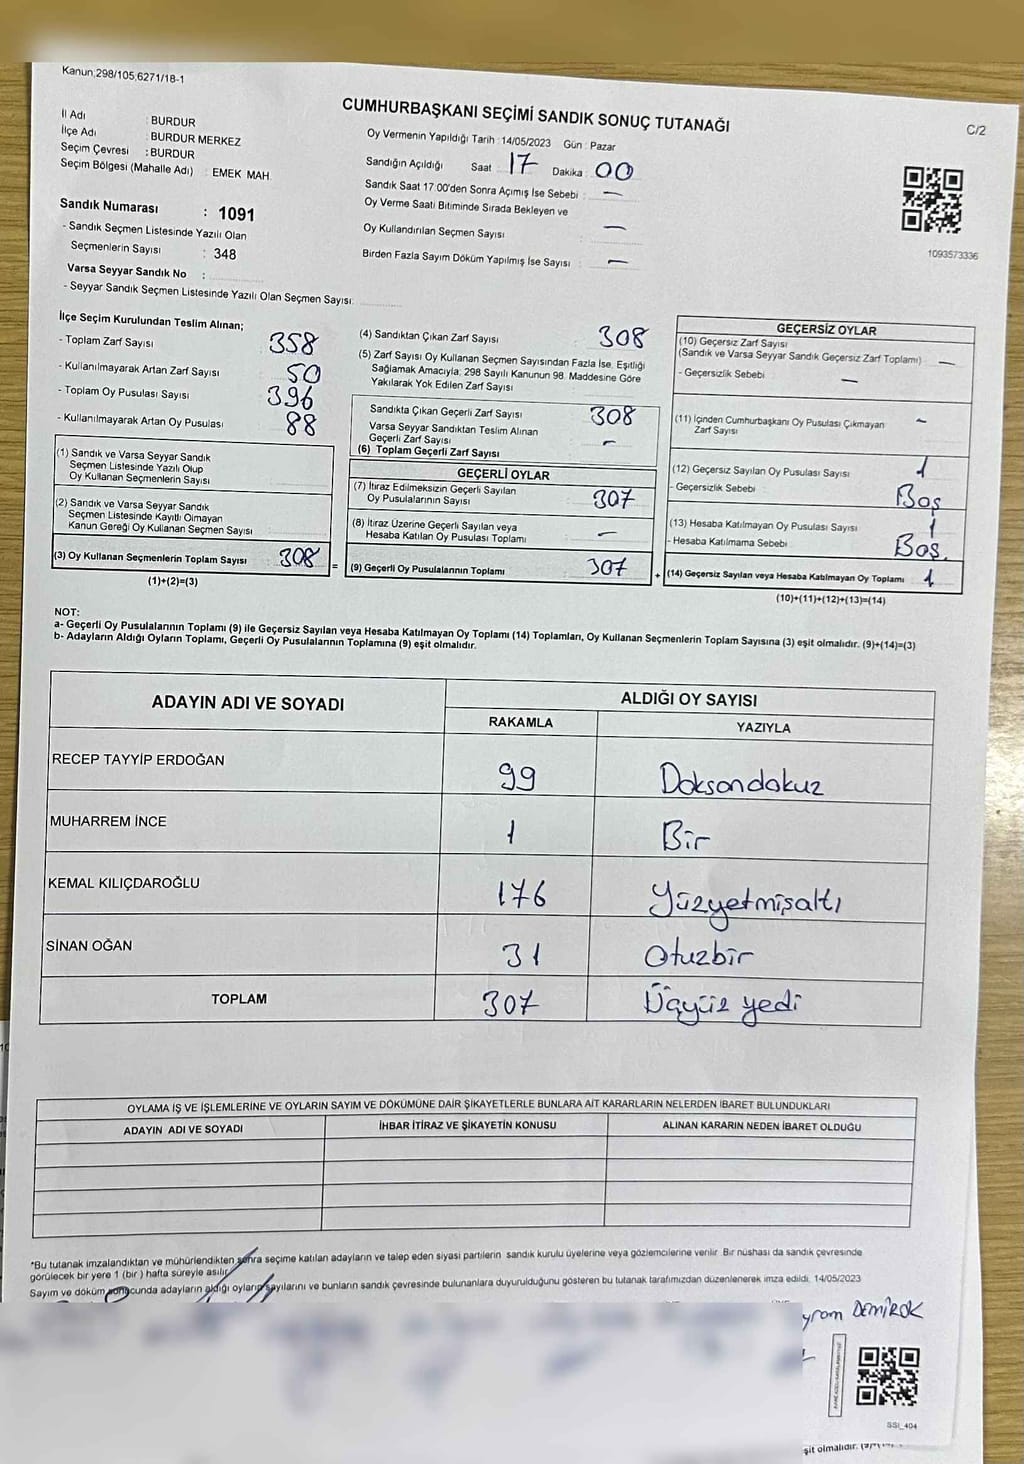 Kanun;298/105,6271/18-1
CUMHURBAŞKANI SEÇİMİ SANDIK SONUÇ TUTANAĞI
C/2
İl Adı : BURDUR
İlçe Adı : BURDUR MERKEZ
Seçim Çevresi : BURDUR
Seçim Bölgesi (Mahalle Adı) : EMEK MAH.
Sandık Numarası : 1091
- Sandık Seçmen Listesinde Yazılı Olan
Seçmenlerin Sayısı : 348
Varsa Seyyar Sandık No :
- Seyyar Sandık Seçmen Listesinde Yazılı Olan Seçmen Sayısı:
Oy Vermenin Yapıldığı Tarih : 14/05/2023 Gün : Pazar
Sandığın Açıldığı Saat : 17 Dakika : 00
Sandık Saat 17.00'den Sonra Açımış İse Sebebi : —
Oy Verme Saati Bitiminde Sırada Bekleyen ve
Oy Kullandırılan Seçmen Sayısı : —
Birden Fazla Sayım Döküm Yapılmış İse Sayısı : —
1093573336
İlçe Seçim Kurulundan Teslim Alınan;
- Toplam Zarf Sayısı 358
- Kullanılmayarak Artan Zarf Sayısı 50
- Toplam Oy Pusulası Sayısı 396
- Kullanılmayarak Artan Oy Pusulası 88
(1) Sandık ve Varsa Seyyar Sandık
Seçmen Listesinde Yazılı Olup
Oy Kullanan Seçmenlerin Sayısı
(2) Sandık ve Varsa Seyyar Sandık
Seçmen Listesinde Kayıtlı Olmayan
Kanun Gereği Oy Kullanan Seçmen Sayısı
(3) Oy Kullanan Seçmenlerin Toplam Sayısı 308 =
(1)+(2)=(3)
(4) Sandıktan Çıkan Zarf Sayısı 308
(5) Zarf Sayısı Oy Kullanan Seçmen Sayısından Fazla İse, Eşitliği
Sağlamak Amacıyla; 298 Sayılı Kanunun 98. Maddesine Göre
Yakılarak Yok Edilen Zarf Sayısı
Sandıkta Çıkan Geçerli Zarf Sayısı 308
Varsa Seyyar Sandıktan Teslim Alınan
Geçerli Zarf Sayısı —
(6) Toplam Geçerli Zarf Sayısı
GEÇERLİ OYLAR
(7) İtiraz Edilmeksizin Geçerli Sayılan
Oy Pusulalarının Sayısı 307
(8) İtiraz Üzerine Geçerli Sayılan veya
Hesaba Katılan Oy Pusulası Toplamı —
(9) Geçerli Oy Pusulalarının Toplamı 307 +
GEÇERSİZ OYLAR
(10) Geçersiz Zarf Sayısı
(Sandık ve Varsa Seyyar Sandık Geçersiz Zarf Toplamı) —
- Geçersizlik Sebebi —
(11) İçinden Cumhurbaşkanı Oy Pusulası Çıkmayan
Zarf Sayısı —
(12) Geçersiz Sayılan Oy Pusulası Sayısı 1
- Geçersizlik Sebebi Boş
(13) Hesaba Katılmayan Oy Pusulası Sayısı 1
- Hesaba Katılmama Sebebi Boş.
(14) Geçersiz Sayılan veya Hesaba Katılmayan Oy Toplamı 1
(10)+(11)+(12)+(13)=(14)
NOT:
a- Geçerli Oy Pusulalarının Toplamı (9) ile Geçersiz Sayılan veya Hesaba Katılmayan Oy Toplamı (14) Toplamları, Oy Kullanan Seçmenlerin Toplam Sayısına (3) eşit olmalıdır. (9)+(14)=(3)
b- Adayların Aldığı Oyların Toplamı, Geçerli Oy Pusulalarının Toplamına (9) eşit olmalıdır.
ADAYIN ADI VE SOYADI ALDIĞI OY SAYISI
RAKAMLA YAZIYLA
RECEP TAYYİP ERDOĞAN 99 Doksandokuz
MUHARREM İNCE 1 Bir
KEMAL KILIÇDAROĞLU 176 Yüzyetmişaltı
SİNAN OĞAN 31 Otuzbir
TOPLAM 307 Üçyüz yedi
OYLAMA İŞ VE İŞLEMLERİNE VE OYLARIN SAYIM VE DÖKÜMÜNE DAİR ŞİKAYETLERLE BUNLARA AİT KARARLARIN NELERDEN İBARET BULUNDUKLARI
ADAYIN ADI VE SOYADI İHBAR İTİRAZ VE ŞİKAYETİN KONUSU ALINAN KARARIN NEDEN İBARET OLDUĞU
*Bu tutanak imzalandıktan ve mühürlendikten sonra seçime katılan adayların ve talep eden siyasi partilerin sandık kurulu üyelerine veya gözlemcilerine verilir. Bir nüshası da sandık çevresinde
görülecek bir yere 1 (bir) hafta süreyle asılır.
Sayım ve döküm sonucunda adayların aldığı oyların sayılarını ve bunların sandık çevresinde bulunanlara duyurulduğunu gösteren bu tutanak tarafımızdan düzenlenerek imza edildi. 14/05/2023
yram DEMİROK
SSI_404
şit olmalıdır.